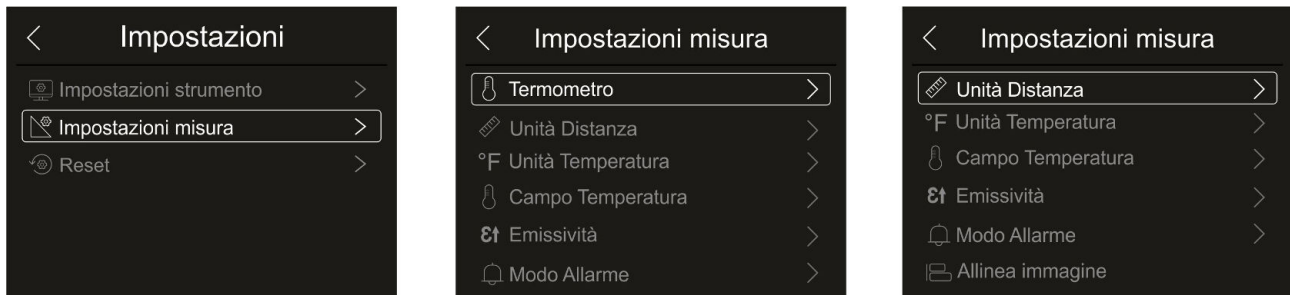 Impostazioni
Impostazioni strumento
Impostazioni misura
Reset
Impostazioni misura
Termometro
Unità Distanza
°F Unità Temperatura
Campo Temperatura
ε Emissività
Modo Allarme
Impostazioni misura
Unità Distanza
°F Unità Temperatura
Campo Temperatura
ε Emissività
Modo Allarme
Allinea immagine